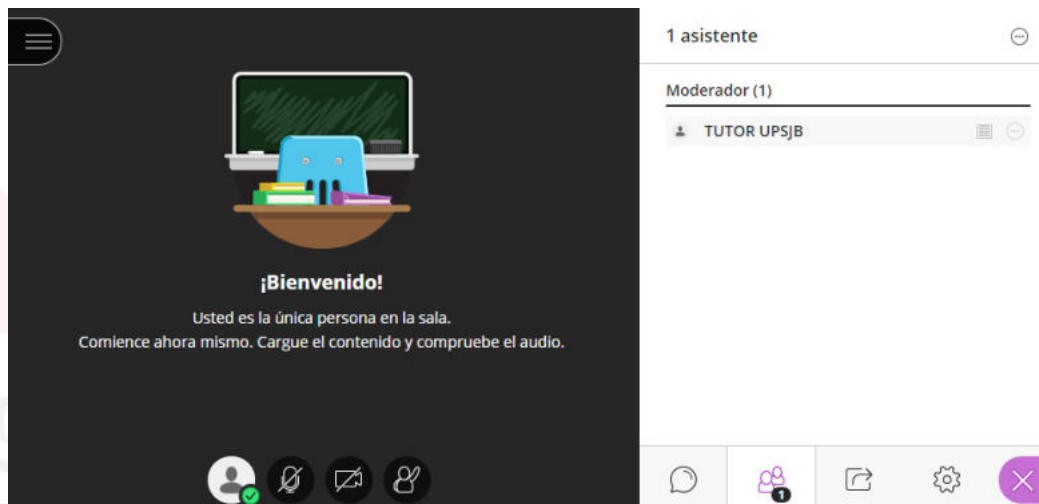 ¡Bienvenido!
Usted es la única persona en la sala.
Comience ahora mismo. Cargue el contenido y compruebe el audio.
1 asistente
Moderador (1)
TUTOR UPSJB
1